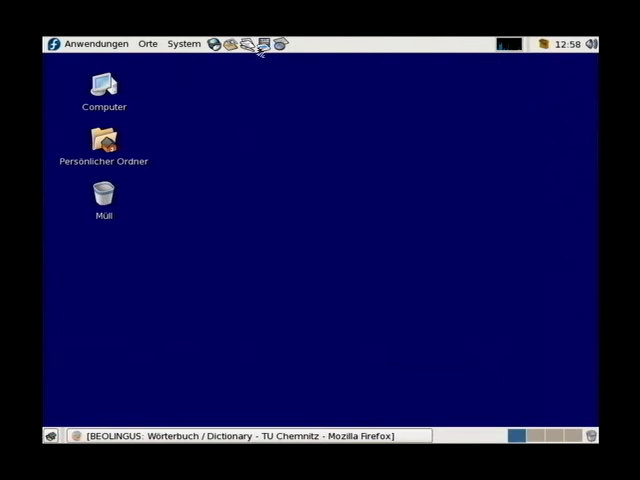 Anwendungen Orte System 12:58
Computer
Persönlicher Ordner
Müll
[BEOLINGUS: Wörterbuch / Dictionary - TU Chemnitz - Mozilla Firefox]